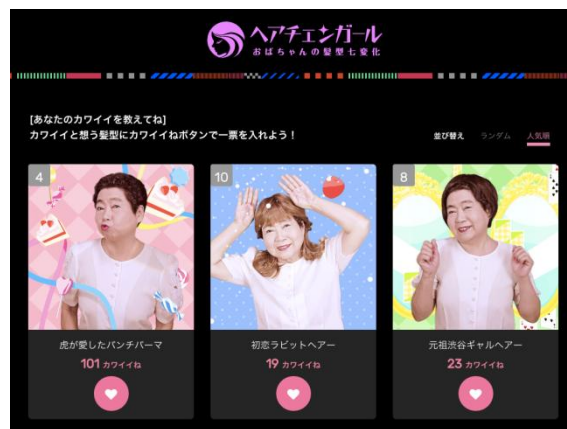 ヘアチェンガール
おばちゃんの髪型七変化
[あなたのカワイイを教えてね]
カワイイと想う髪型にカワイイねボタンで一票を入れよう！
並び替え ランダム 人気順
4
10
8
虎が愛したパンチパーマ
初恋ラビットヘアー
元祖渋谷ギャルヘアー
101 カワイイね
19 カワイイね
23 カワイイね